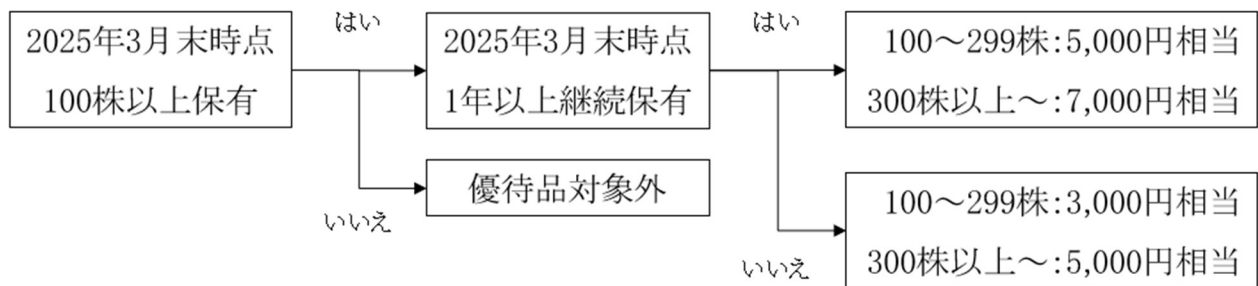 2025年3月末時点
100株以上保有
はい
いいえ
2025年3月末時点
1年以上継続保有
優待品対象外
はい
いいえ
100～299株:5,000円相当
300株以上～:7,000円相当
100～299株:3,000円相当
300株以上～:5,000円相当